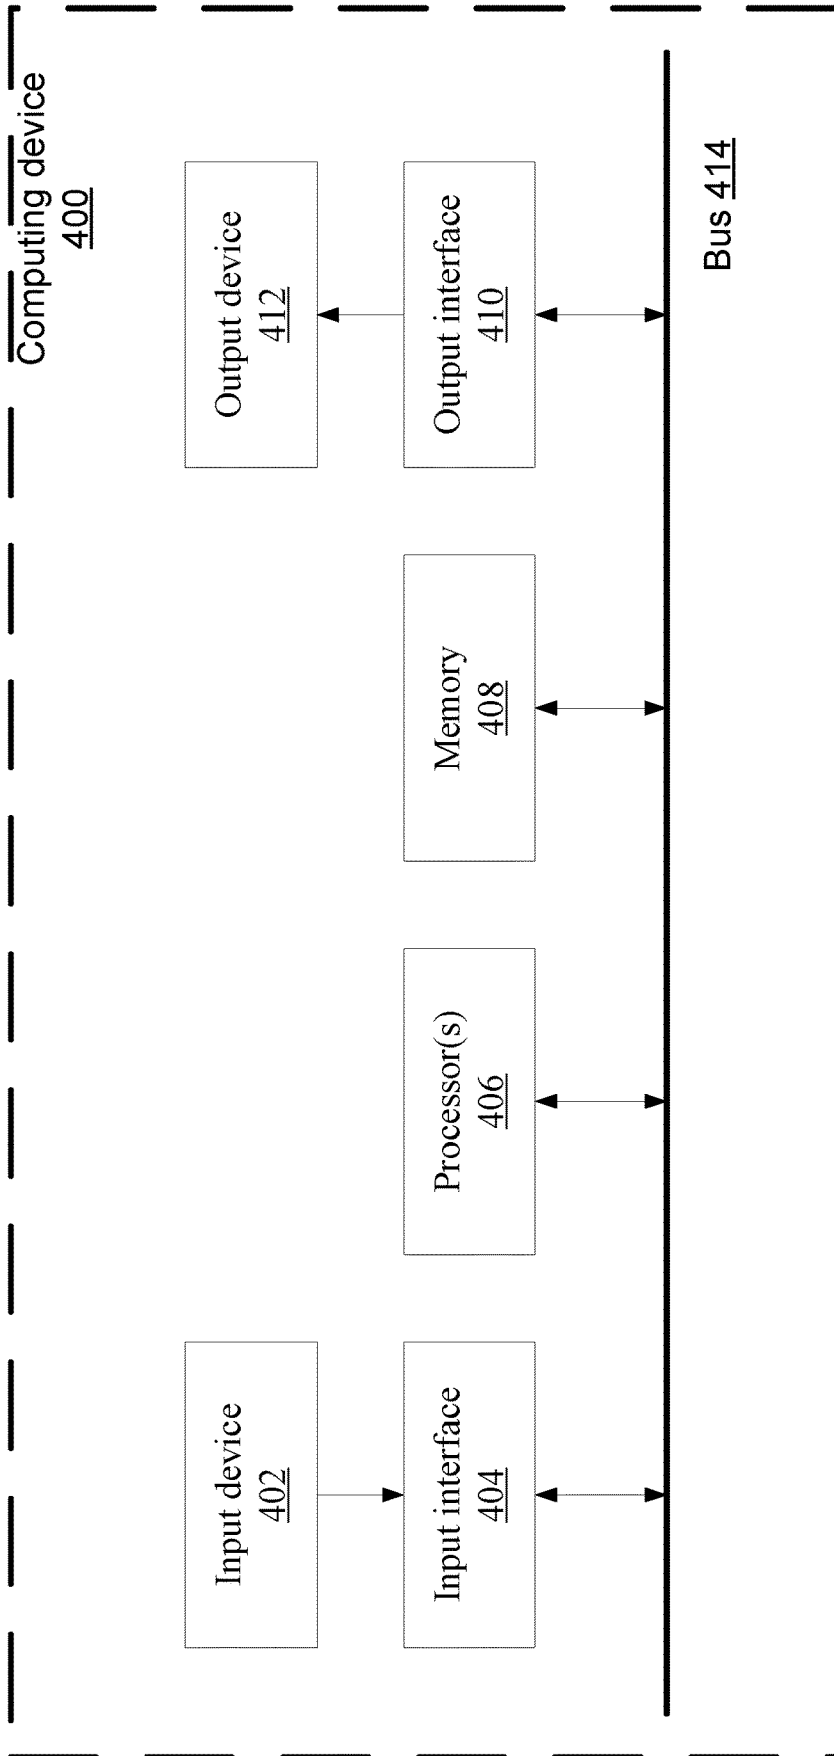 Computing device
400
Input device
402
Output device
412
Input interface
404
Processor(s)
406
Memory
408
Output interface
410
Bus 414